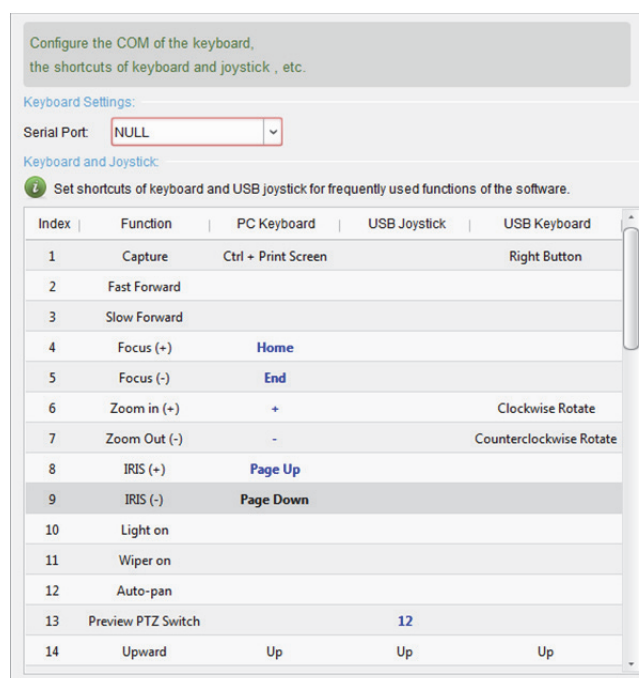 Configure the COM of the keyboard,
the shortcuts of keyboard and joystick , etc.
Keyboard Settings:
Serial Port: NULL
Keyboard and Joystick:
Set shortcuts of keyboard and USB joystick for frequently used functions of the software.
Index Function PC Keyboard USB Joystick USB Keyboard
1 Capture Ctrl + Print Screen Right Button
2 Fast Forward
3 Slow Forward
4 Focus (+) Home
5 Focus (-) End
6 Zoom in (+) + Clockwise Rotate
7 Zoom Out (-) - Counterclockwise Rotate
8 IRIS (+) Page Up
9 IRIS (-) Page Down
10 Light on
11 Wiper on
12 Auto-pan
13 Preview PTZ Switch 12
14 Upward Up Up Up